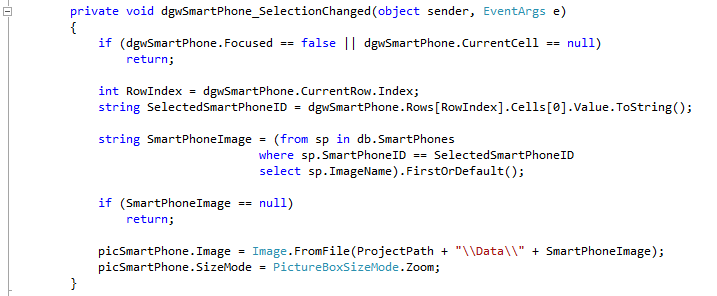 private void dgwSmartPhone_SelectionChanged(object sender, EventArgs e)
{
if (dgwSmartPhone.Focused == false || dgwSmartPhone.CurrentCell == null)
return;
int RowIndex = dgwSmartPhone.CurrentRow.Index;
string SelectedSmartPhoneID = dgwSmartPhone.Rows[RowIndex].Cells[0].Value.ToString();
string SmartPhoneImage = (from sp in db.SmartPhones
where sp.SmartPhoneID == SelectedSmartPhoneID
select sp.ImageName).FirstOrDefault();
if (SmartPhoneImage == null)
return;
picSmartPhone.Image = Image.FromFile(ProjectPath + "\\Data\\" + SmartPhoneImage);
picSmartPhone.SizeMode = PictureBoxSizeMode.Zoom;
}